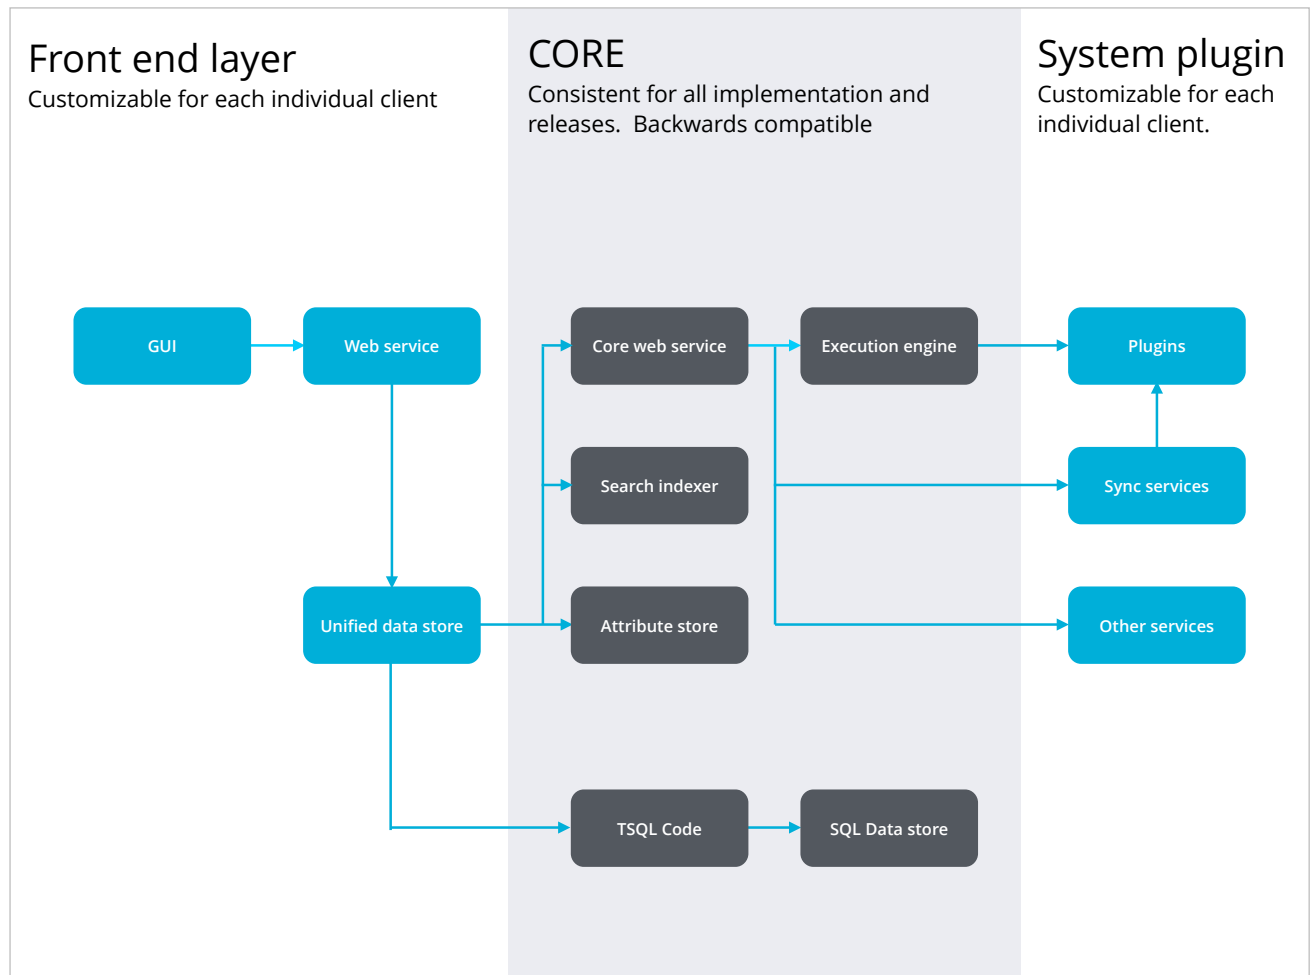 Front end layer
Customizable for each individual client
CORE
Consistent for all implementation and
releases.  Backwards compatible
System plugin
Customizable for each
individual client.
GUI
Web service
Core web service
Execution engine
Plugins
Search indexer
Sync services
Unified data store
Attribute store
Other services
TSQL Code
SQL Data store